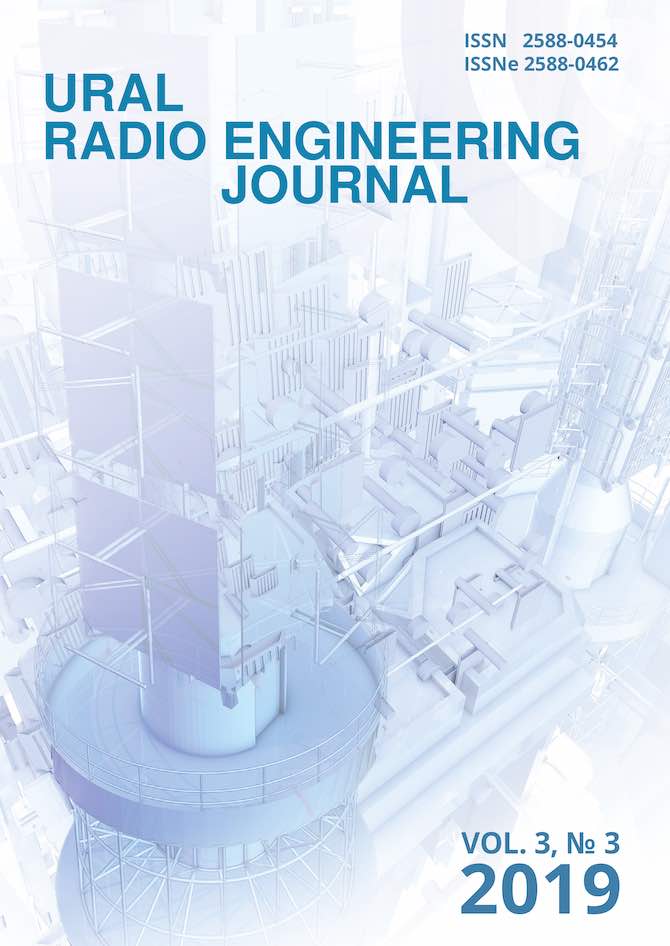 ISSN 2588-0454
ISSNe 2588-0462
URAL
RADIO ENGINEERING
JOURNAL
VOL. 3, № 3
2019